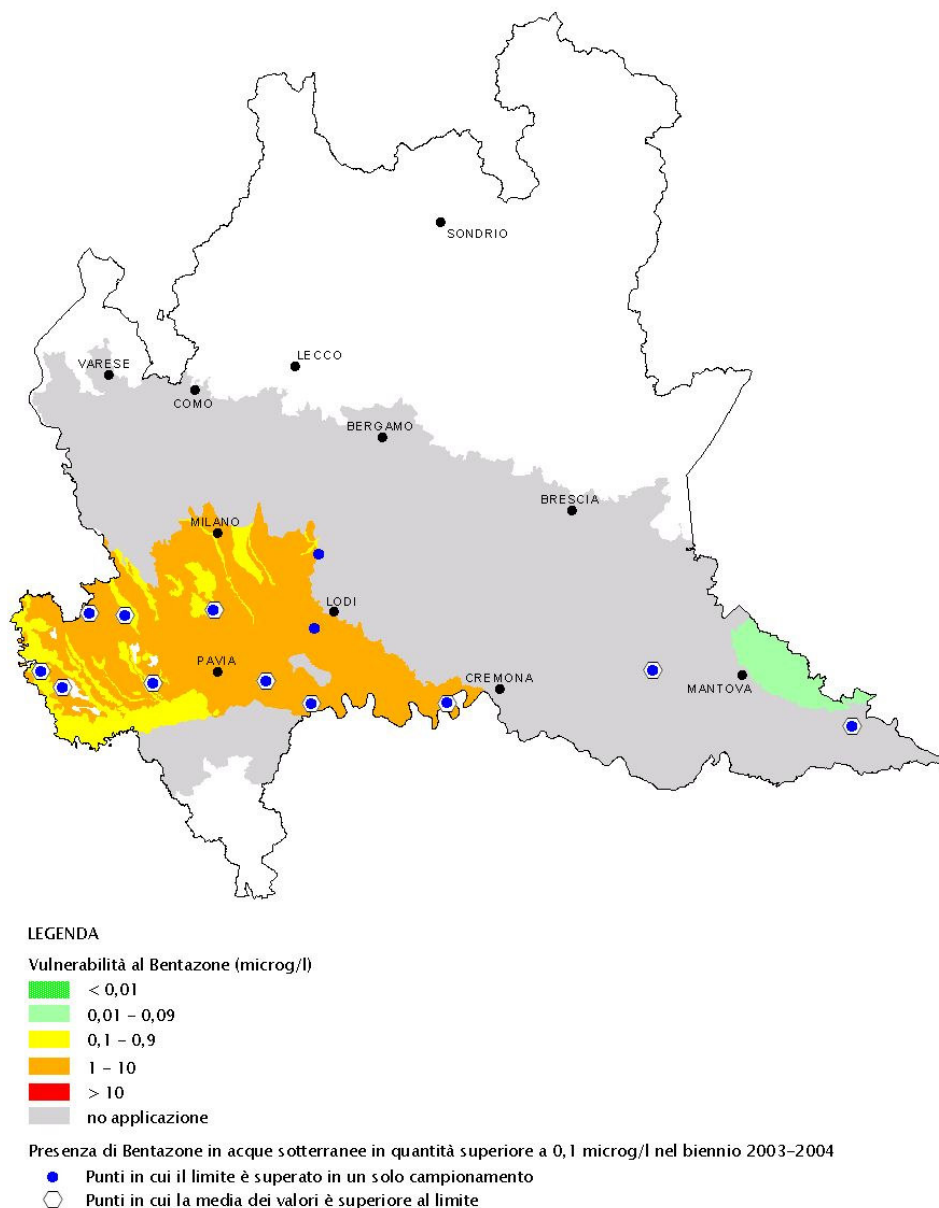 SONDRIO
LECCO
VARESE
COMO
BERGAMO
BRESCIA
MILANO
LODI
PAVIA
CREMONA
MANTOVA
LEGENDA
Vulnerabilità al Bentazone (microg/l)
< 0,01
0,01 – 0,09
0,1 – 0,9
1 – 10
> 10
no applicazione
Presenza di Bentazone in acque sotterranee in quantità superiore a 0,1 microg/l nel biennio 2003–2004
Punti in cui il limite è superato in un solo campionamento
Punti in cui la media dei valori è superiore al limite